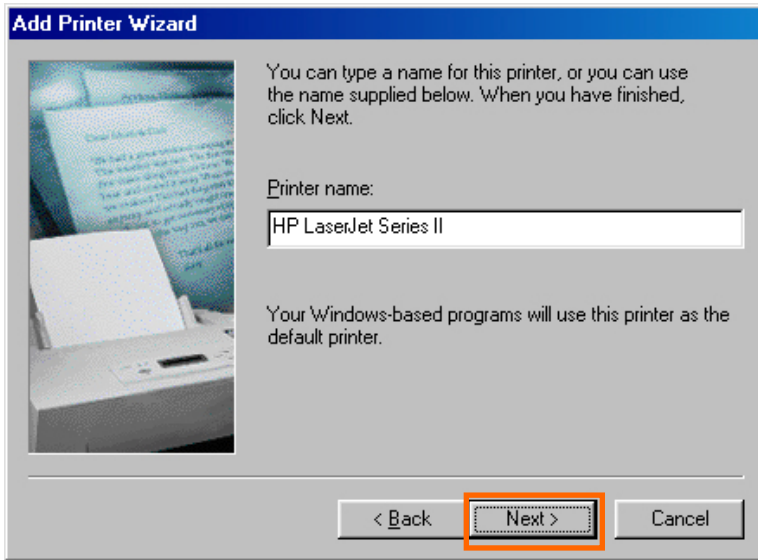 Add Printer Wizard
You can type a name for this printer, or you can use
the name supplied below. When you have finished,
click Next.
Printer name:
HP LaserJet Series II
Your Windows-based programs will use this printer as the
default printer.
< Back
Next >
Cancel